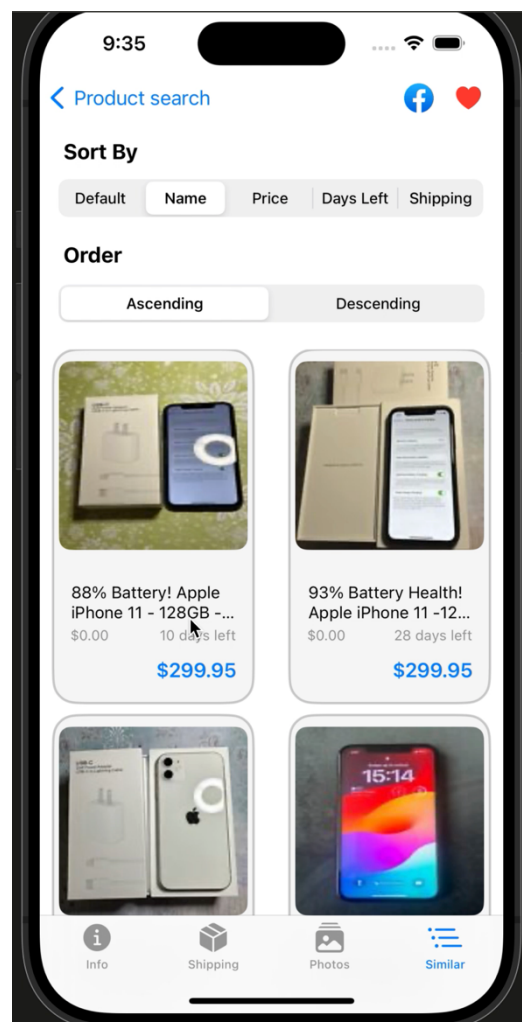 9:35
Product search
Sort By
Default Name Price Days Left Shipping
Order
Ascending Descending
88% Battery! Apple
iPhone 11 - 128GB -...
$0.00 10 days left
$299.95
93% Battery Health!
Apple iPhone 11 -12...
$0.00 28 days left
$299.95
USB-C
15:14
Info Shipping Photos Similar